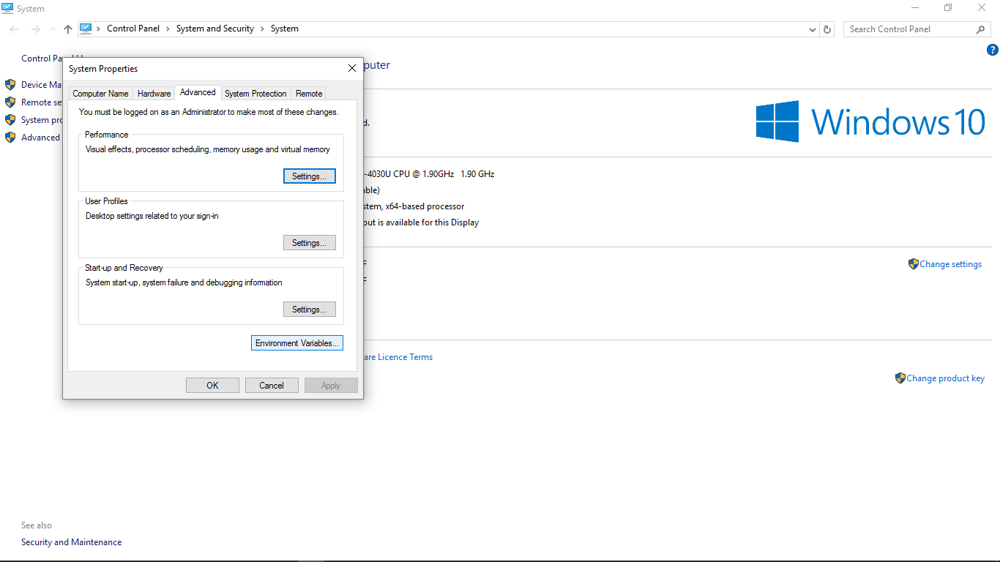 System
Control Panel
System and Security
System
Search Control Panel
Control Pa
Device Ma
Remote se
System pro
Advanced
System Properties
Computer Name
Hardware
Advanced
System Protection
Remote
You must be logged on as an Administrator to make most of these changes.
Performance
Visual effects, processor scheduling, memory usage and virtual memory
Settings...
User Profiles
Desktop settings related to your sign-in
Settings...
Start-up and Recovery
System start-up, system failure and debugging information
Settings...
Environment Variables...
OK
Cancel
Apply
puter
d.
Windows 10
-4030U CPU @ 1.90GHz 1.90 GHz
able)
stem, x64-based processor
put is available for this Display
F
Change settings
F
are Licence Terms
Change product key
See also
Security and Maintenance